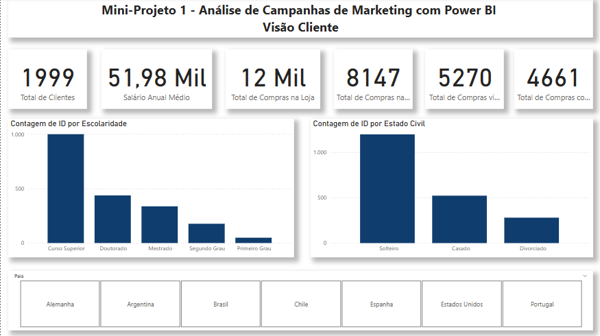 Mini-Projeto 1 - Análise de Campanhas de Marketing com Power BI
Visão Cliente
1999
Total de Clientes
51,98 Mil
Salário Anual Médio
12 Mil
Total de Compras na Loja
8147
Total de Compras na...
5270
Total de Compras vi...
4661
Total de Compras co...
Contagem de ID por Escolaridade
1.000
500
0
Curso Superior
Doutorado
Mestrado
Segundo Grau
Primeiro Grau
Contagem de ID por Estado Civil
1.000
500
0
Solteiro
Casado
Divorciado
País
Alemanha
Argentina
Brasil
Chile
Espanha
Estados Unidos
Portugal